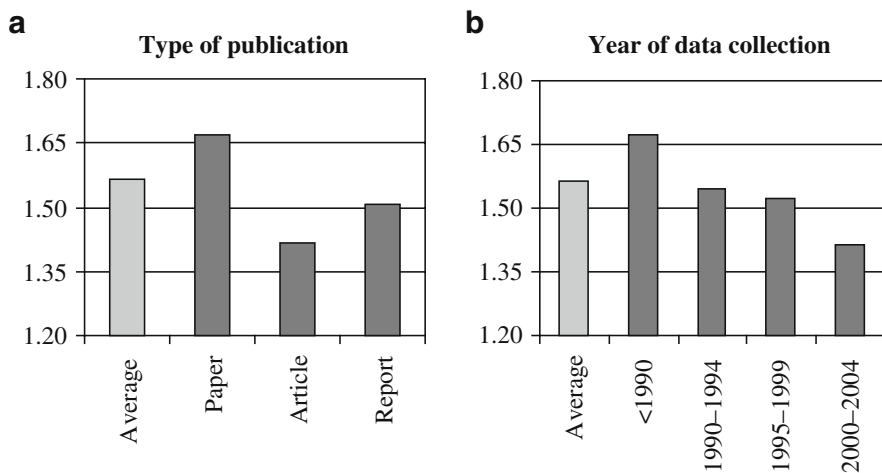 a
Type of publication
1.80
1.65
1.50
1.35
1.20
Average
Paper
Article
Report
b
Year of data collection
1.80
1.65
1.50
1.35
1.20
Average
<1990
1990–1994
1995–1999
2000–2004